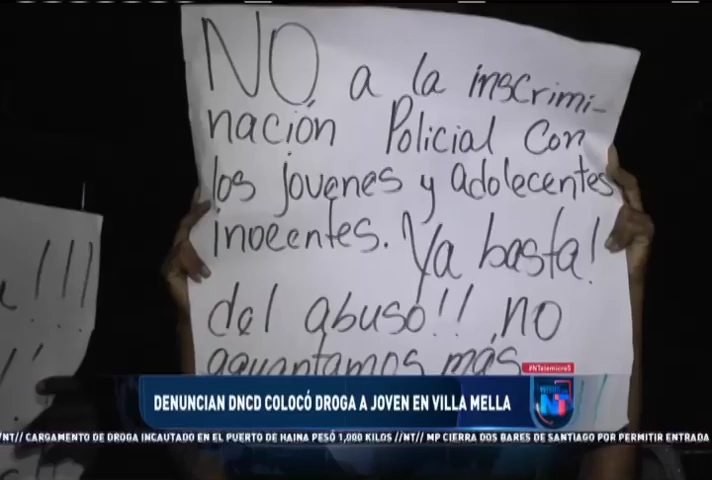 NO a la inscrimi-
nación Policial con
los jovenes y adolecentes
inocentes. Ya basta!
del abuso!! no
aguantamos más
!!!
#NTelemicro5
NT
DENUNCIAN DNCD COLOCÓ DROGA A JOVEN EN VILLA MELLA
/NT// CARGAMENTO DE DROGA INCAUTADO EN EL PUERTO DE HAINA PESÓ 1,000 KILOS //NT// MP CIERRA DOS BARES DE SANTIAGO POR PERMITIR ENTRADA